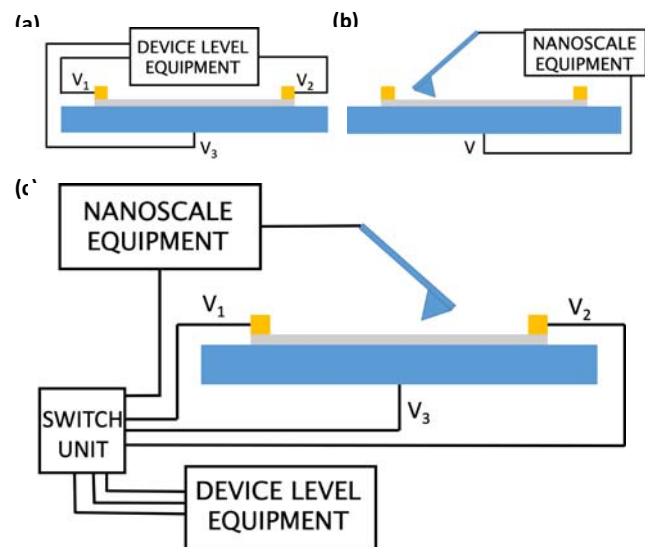 (a)
DEVICE LEVEL
EQUIPMENT
V1
V2
V3
(b)
NANOSCALE
EQUIPMENT
V
NANOSCALE
EQUIPMENT
V1
V2
V3
SWITCH
UNIT
DEVICE LEVEL
EQUIPMENT